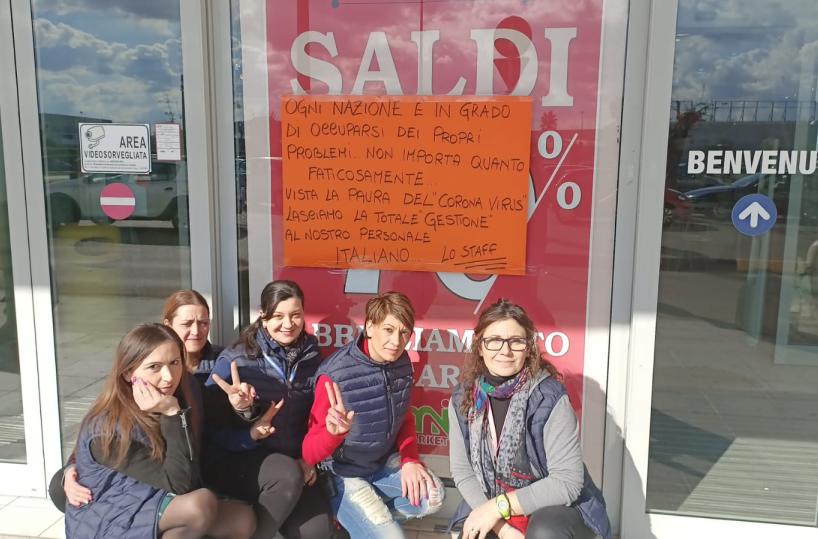 SALDI
OGNI NAZIONE E IN GRADO
DI OCCUPARSI DEI PROPRI
PROBLEMI.. NON IMPORTA QUANTO
FATICOSAMENTE...
VISTA LA PAURA DEL "CORONA VIRUS"
LASCIAMO LA TOTALE "GESTIONE"
AL NOSTRO PERSONALE
ITALIANO... LO STAFF
%
AREA
VIDEOSORVEGLIATA
BENVENU